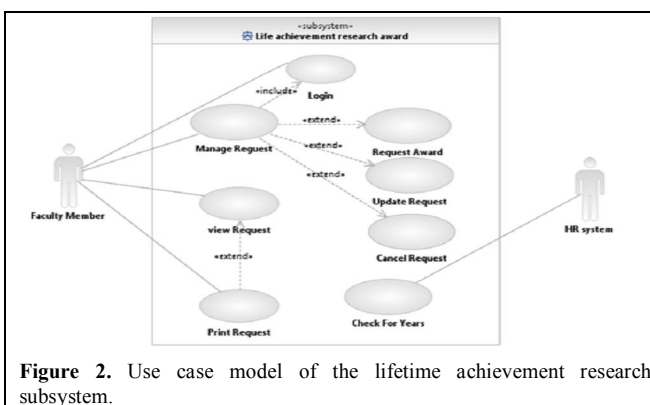 «subsystem»
Life achievement research award
Login
«include»
Manage Request
«extend»
Request Award
«extend»
Update Request
«extend»
Cancel Request
Faculty Member
view Request
HR system
«extend»
Print Request
Check For Years
Figure 2. Use case model of the lifetime achievement research
subsystem.